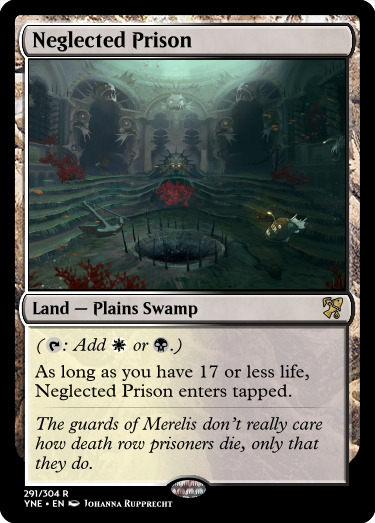 Neglected Prison
Land — Plains Swamp
(: Add or .)
As long as you have 17 or less life,
Neglected Prison enters tapped.
The guards of Merelis don't really care
how death row prisoners die, only that
they do.
291/304 R
YNE • EN Johanna Rupprecht